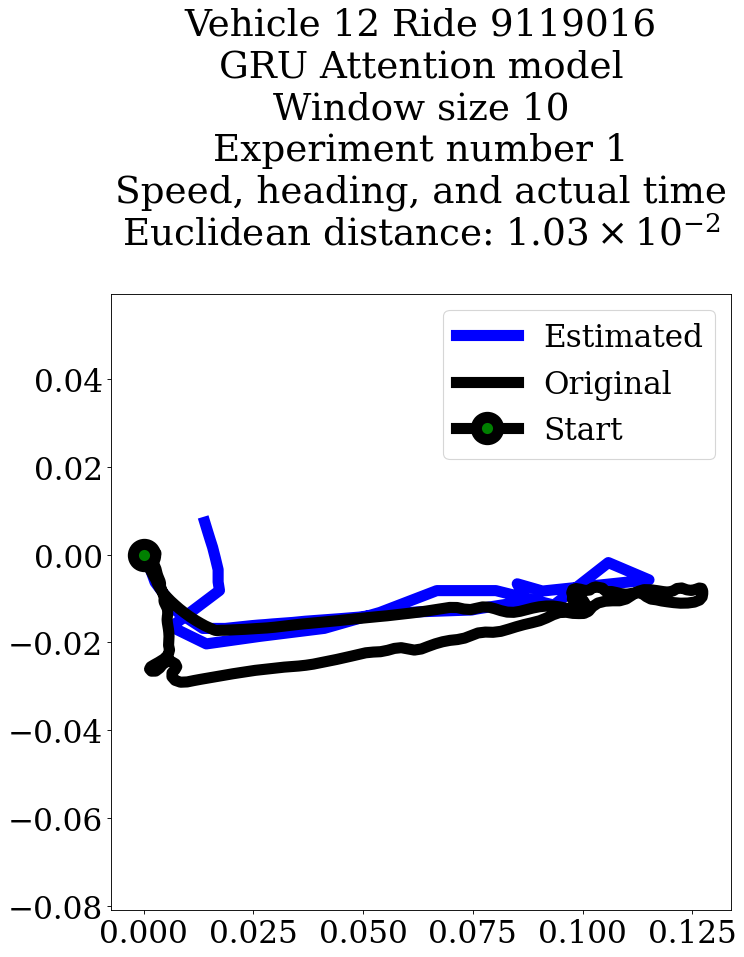 Vehicle 12 Ride 9119016
GRU Attention model
Window size 10
Experiment number 1
Speed, heading, and actual time
Euclidean distance: 1.03 × 10⁻²
Estimated
Original
Start
0.04
0.02
0.00
−0.02
−0.04
−0.06
−0.08
0.000 0.025 0.050 0.075 0.100 0.125